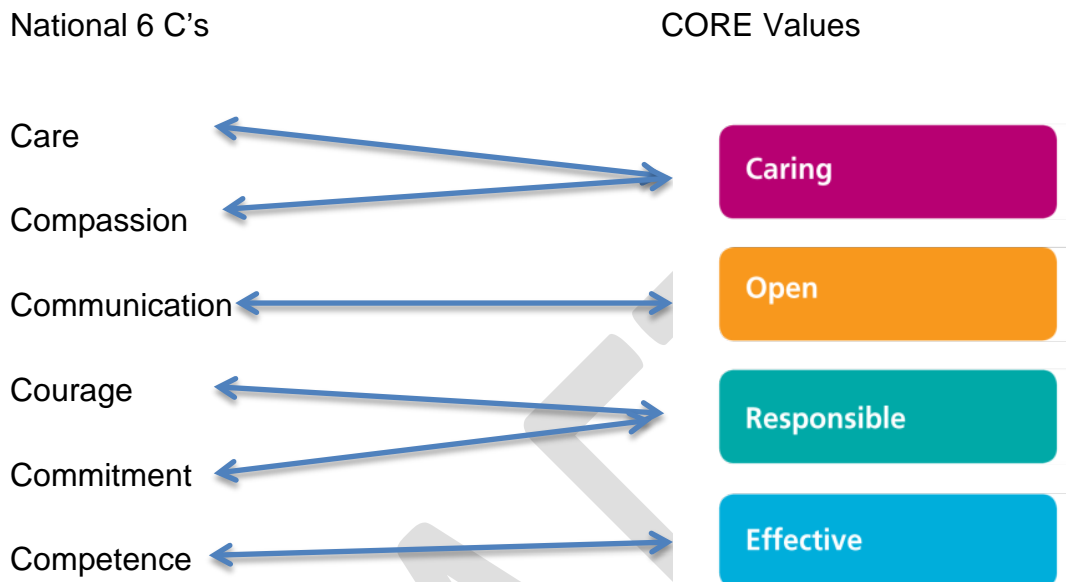 National 6 C’s
CORE Values
Care
Caring
Compassion
Communication
Open
Courage
Responsible
Commitment
Competence
Effective